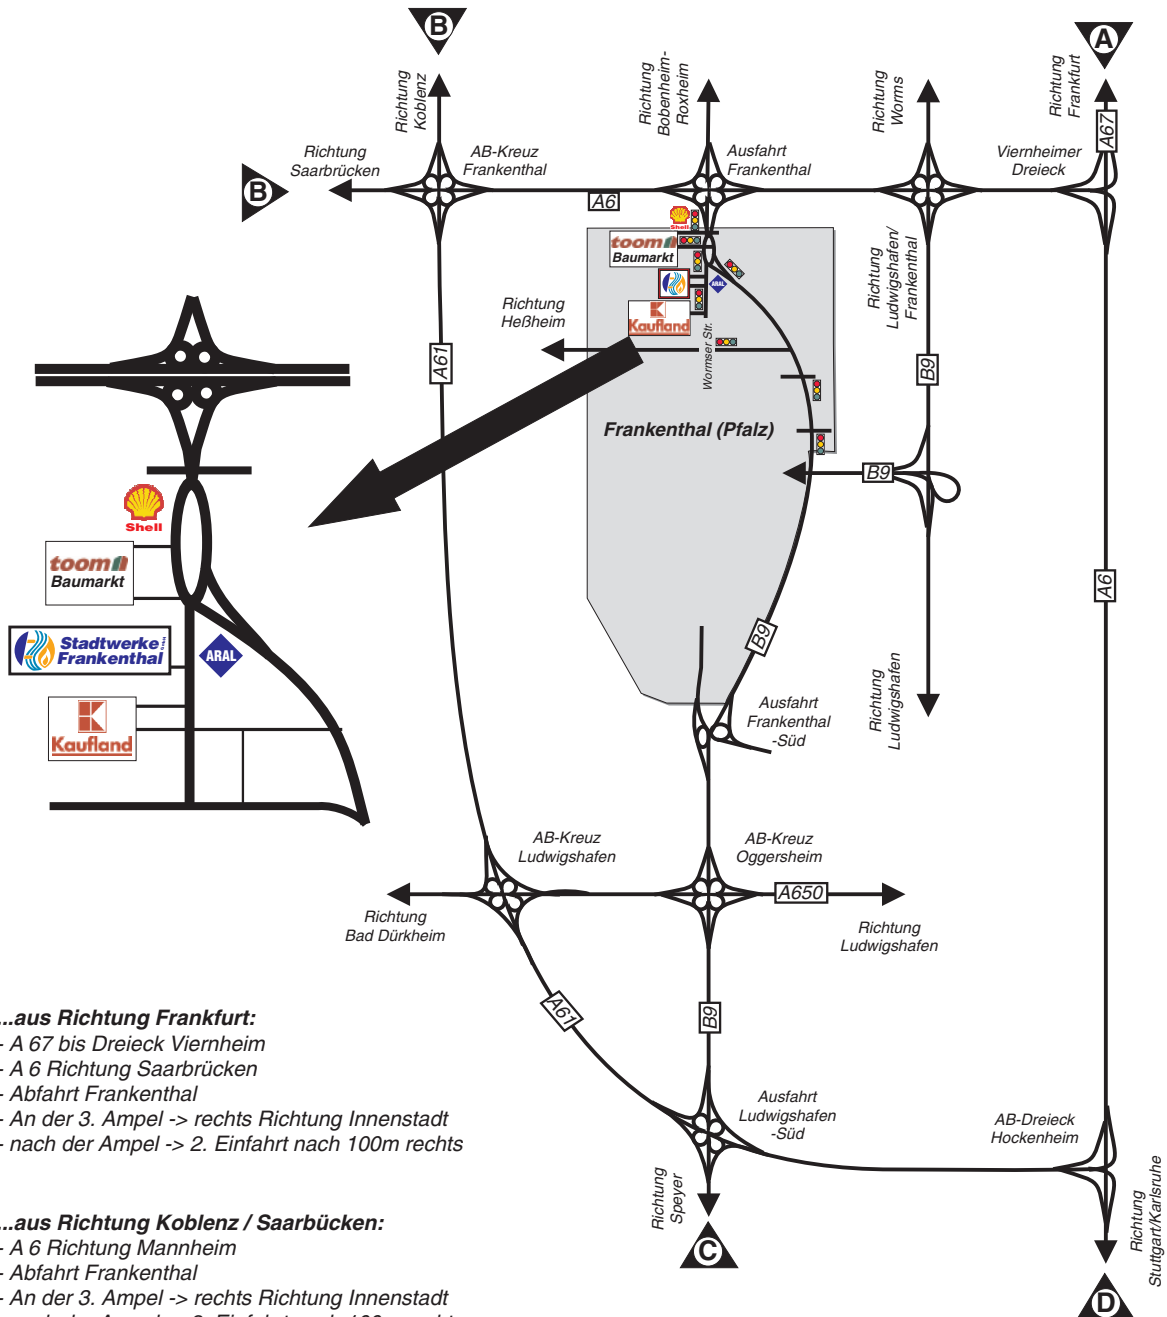 B
A
Richtung
Koblenz
Richtung
Bobenheim-
Roxheim
Richtung
Worms
Richtung
Frankfurt
A67
Richtung
Saarbrücken
AB-Kreuz
Frankenthal
Ausfahrt
Frankenthal
Viernheimer
Dreieck
B
A6
Shell
toom
Baumarkt
ARAL
Kaufland
Richtung
Heßheim
Wormser Str.
Richtung
Ludwigshafen/
Frankenthal
A61
B9
Frankenthal (Pfalz)
B9
Shell
toom
Baumarkt
Stadtwerke
Frankenthal
ARAL
Kaufland
A6
B9
Richtung
Ludwigshafen
Ausfahrt
Frankenthal
-Süd
AB-Kreuz
Ludwigshafen
AB-Kreuz
Oggersheim
A650
Richtung
Bad Dürkheim
Richtung
Ludwigshafen
A61
B9
...aus Richtung Frankfurt:
- A 67 bis Dreieck Viernheim
- A 6 Richtung Saarbrücken
- Abfahrt Frankenthal
- An der 3. Ampel -> rechts Richtung Innenstadt
- nach der Ampel -> 2. Einfahrt nach 100m rechts
Ausfahrt
Ludwigshafen
-Süd
AB-Dreieck
Hockenheim
Richtung
Speyer
Richtung
Stuttgart/Karlsruhe
C
D
...aus Richtung Koblenz / Saarbücken:
- A 6 Richtung Mannheim
- Abfahrt Frankenthal
- An der 3. Ampel -> rechts Richtung Innenstadt